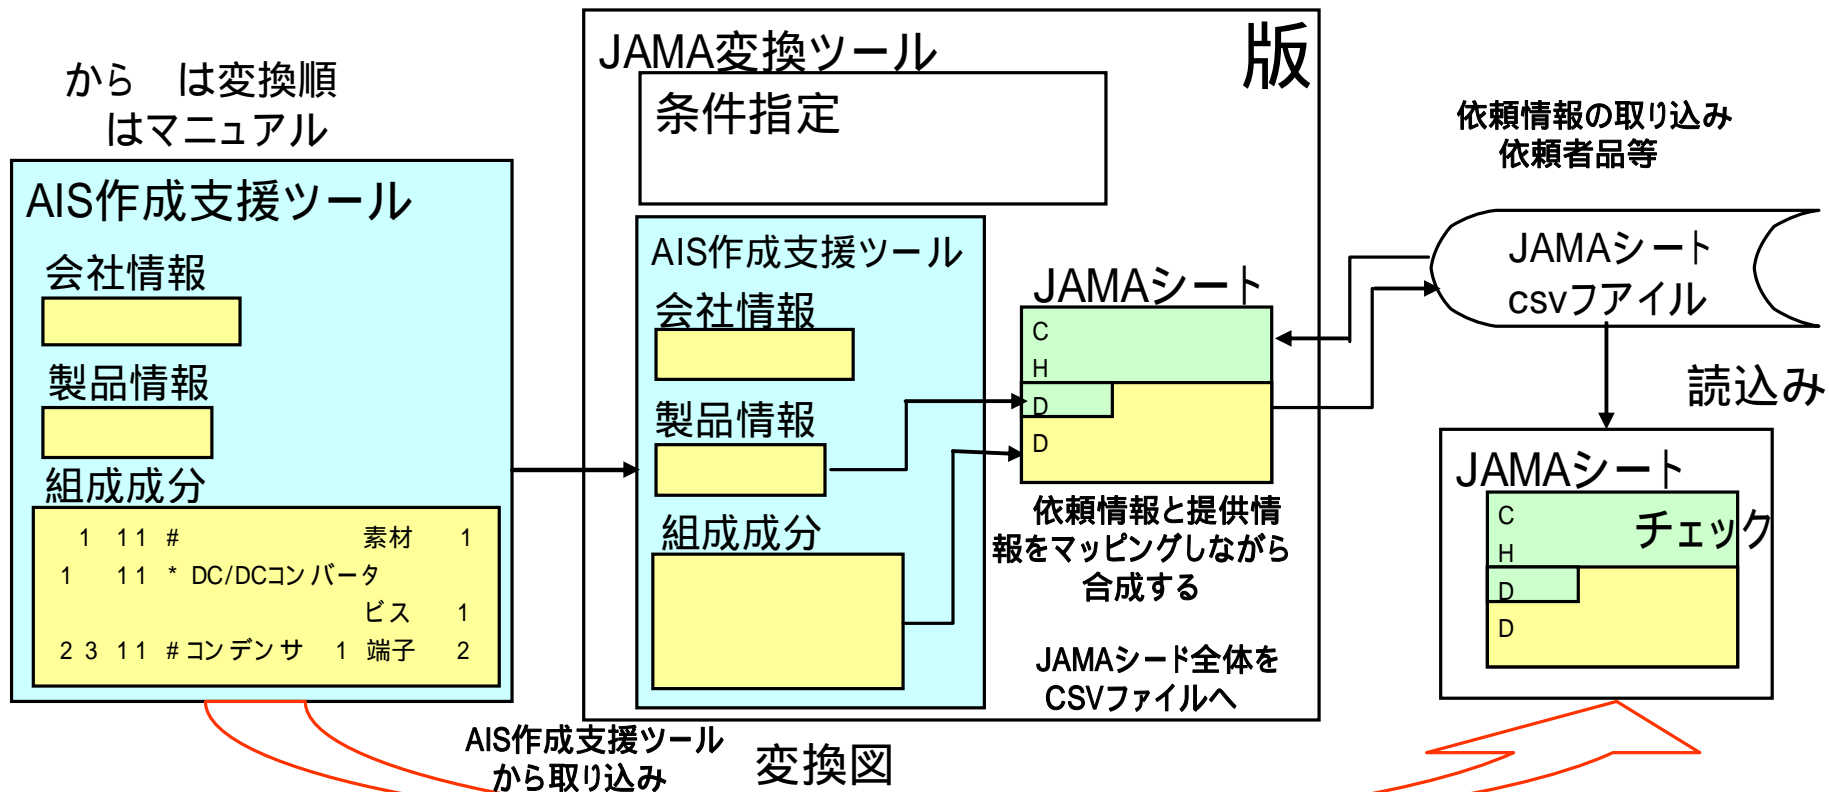 から　は変換順
はマニュアル
AIS作成支援ツール
会社情報
製品情報
組成成分
1 11 # 素材 1
1 11 * DC/DCコンバータ
ビス 1
2 3 11 #コンデンサ 1 端子 2
JAMA変換ツール
版
条件指定
AIS作成支援ツール
会社情報
製品情報
組成成分
JAMAシート
C
H
D
D
依頼情報と提供情
報をマッピングしながら
合成する
JAMAシード全体を
CSVファイルへ
依頼情報の取り込み
依頼者品等
JAMAシート
csvフアイル
読込み
JAMAシート
C
チェック
H
D
D
AIS作成支援ツール
から取り込み
変換図